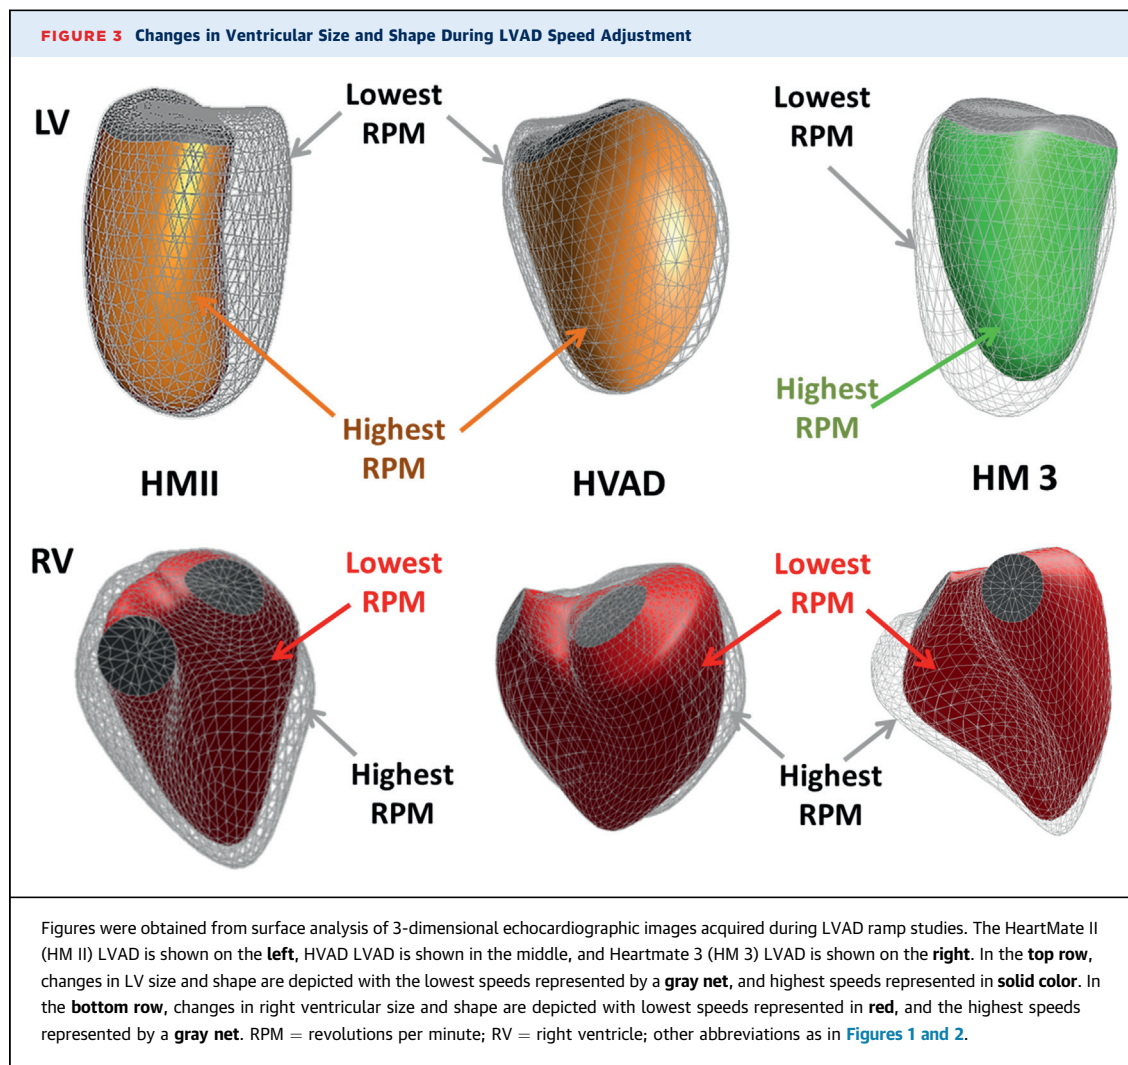 FIGURE 3 Changes in Ventricular Size and Shape During LVAD Speed Adjustment
LV
Lowest
RPM
Lowest
RPM
Highest
RPM
Highest
RPM
HMII
HVAD
HM 3
RV
Lowest
RPM
Lowest
RPM
Highest
RPM
Highest
RPM
Figures were obtained from surface analysis of 3-dimensional echocardiographic images acquired during LVAD ramp studies. The HeartMate II
(HM II) LVAD is shown on the left, HVAD LVAD is shown in the middle, and Heartmate 3 (HM 3) LVAD is shown on the right. In the top row,
changes in LV size and shape are depicted with the lowest speeds represented by a gray net, and highest speeds represented in solid color. In
the bottom row, changes in right ventricular size and shape are depicted with lowest speeds represented in red, and the highest speeds
represented by a gray net. RPM = revolutions per minute; RV = right ventricle; other abbreviations as in Figures 1 and 2.